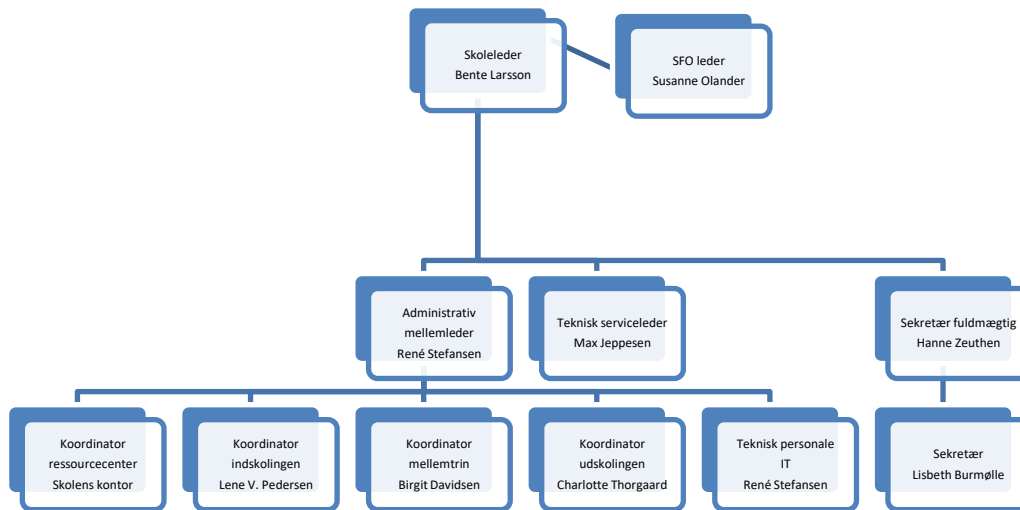 Skoleleder
Bente Larsson
SFO leder
Susanne Olander
Administrativ
mellemleder
René Stefansen
Teknisk serviceleder
Max Jeppesen
Sekretær fuldmægtig
Hanne Zeuthen
Koordinator
ressourcecenter
Skolens kontor
Koordinator
indskolingen
Lene V. Pedersen
Koordinator
mellemtrin
Birgit Davidsen
Koordinator
udskolingen
Charlotte Thorgaard
Teknisk personale
IT
René Stefansen
Sekretær
Lisbeth Burmølle